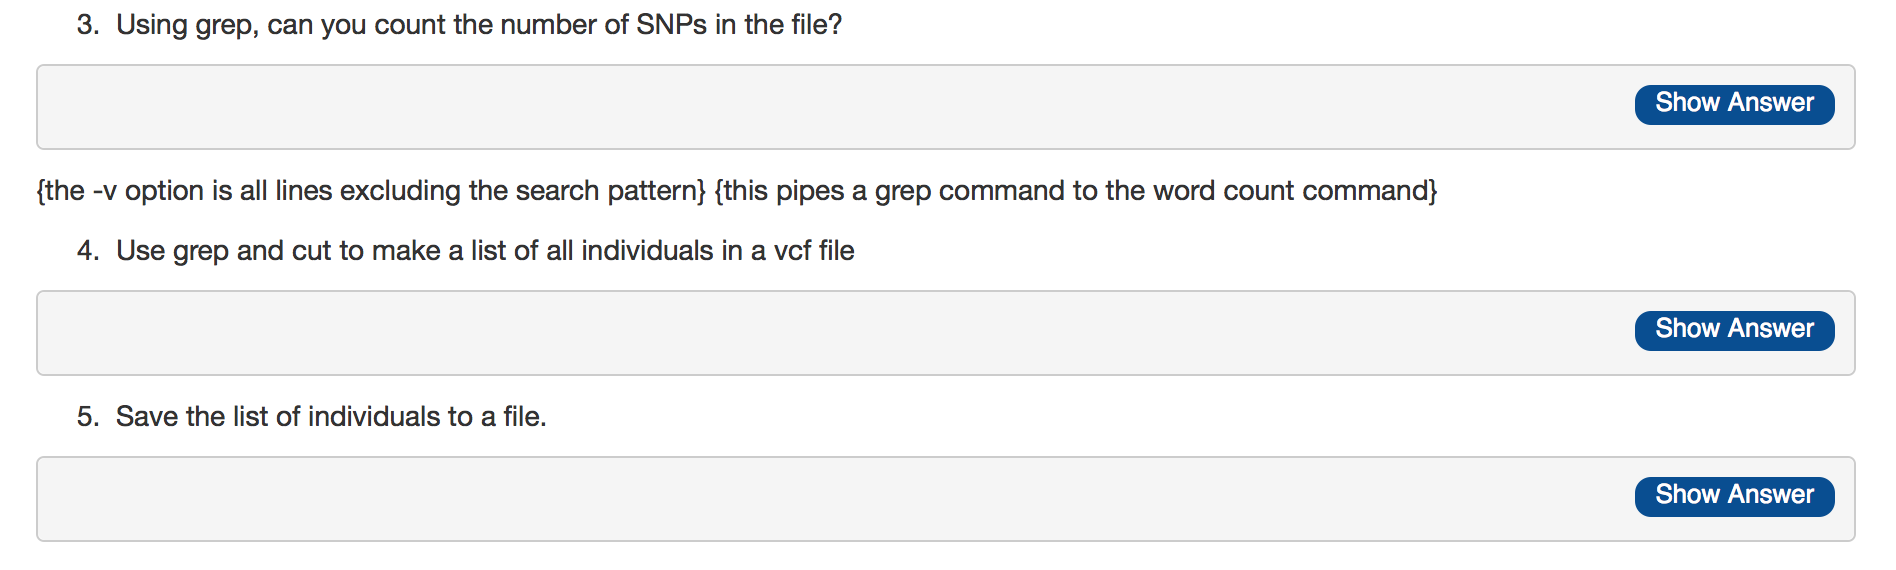 3. Using grep, can you count the number of SNPs in the file?
Show Answer
{the -v option is all lines excluding the search pattern} {this pipes a grep command to the word count command}
4. Use grep and cut to make a list of all individuals in a vcf file
Show Answer
5. Save the list of individuals to a file.
Show Answer